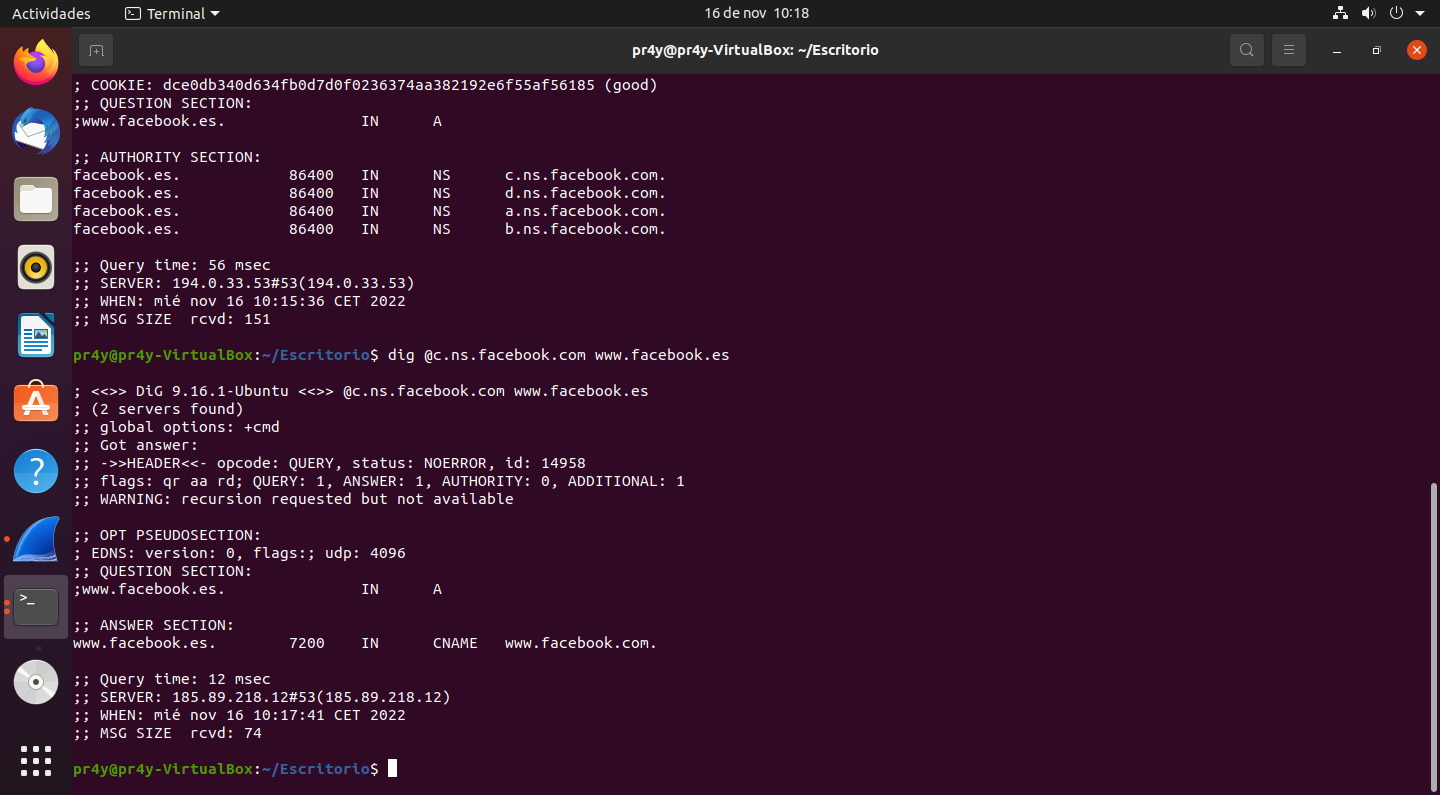 Actividades
Terminal
16 de nov 10:18
pr4y@pr4y-VirtualBox: ~/Escritorio
; COOKIE: dce0db340d634fb0d7d0f0236374aa382192e6f55af56185 (good)
;; QUESTION SECTION:
;www.facebook.es. IN A
;; AUTHORITY SECTION:
facebook.es. 86400 IN NS c.ns.facebook.com.
facebook.es. 86400 IN NS d.ns.facebook.com.
facebook.es. 86400 IN NS a.ns.facebook.com.
facebook.es. 86400 IN NS b.ns.facebook.com.
;; Query time: 56 msec
;; SERVER: 194.0.33.53#53(194.0.33.53)
;; WHEN: mié nov 16 10:15:36 CET 2022
;; MSG SIZE  rcvd: 151
pr4y@pr4y-VirtualBox:~/Escritorio$ dig @c.ns.facebook.com www.facebook.es
; <<>> DiG 9.16.1-Ubuntu <<>> @c.ns.facebook.com www.facebook.es
; (2 servers found)
;; global options: +cmd
;; Got answer:
;; ->>HEADER<<- opcode: QUERY, status: NOERROR, id: 14958
;; flags: qr aa rd; QUERY: 1, ANSWER: 1, AUTHORITY: 0, ADDITIONAL: 1
;; WARNING: recursion requested but not available
;; OPT PSEUDOSECTION:
; EDNS: version: 0, flags:; udp: 4096
;; QUESTION SECTION:
;www.facebook.es. IN A
;; ANSWER SECTION:
www.facebook.es. 7200 IN CNAME www.facebook.com.
;; Query time: 12 msec
;; SERVER: 185.89.218.12#53(185.89.218.12)
;; WHEN: mié nov 16 10:17:41 CET 2022
;; MSG SIZE  rcvd: 74
pr4y@pr4y-VirtualBox:~/Escritorio$